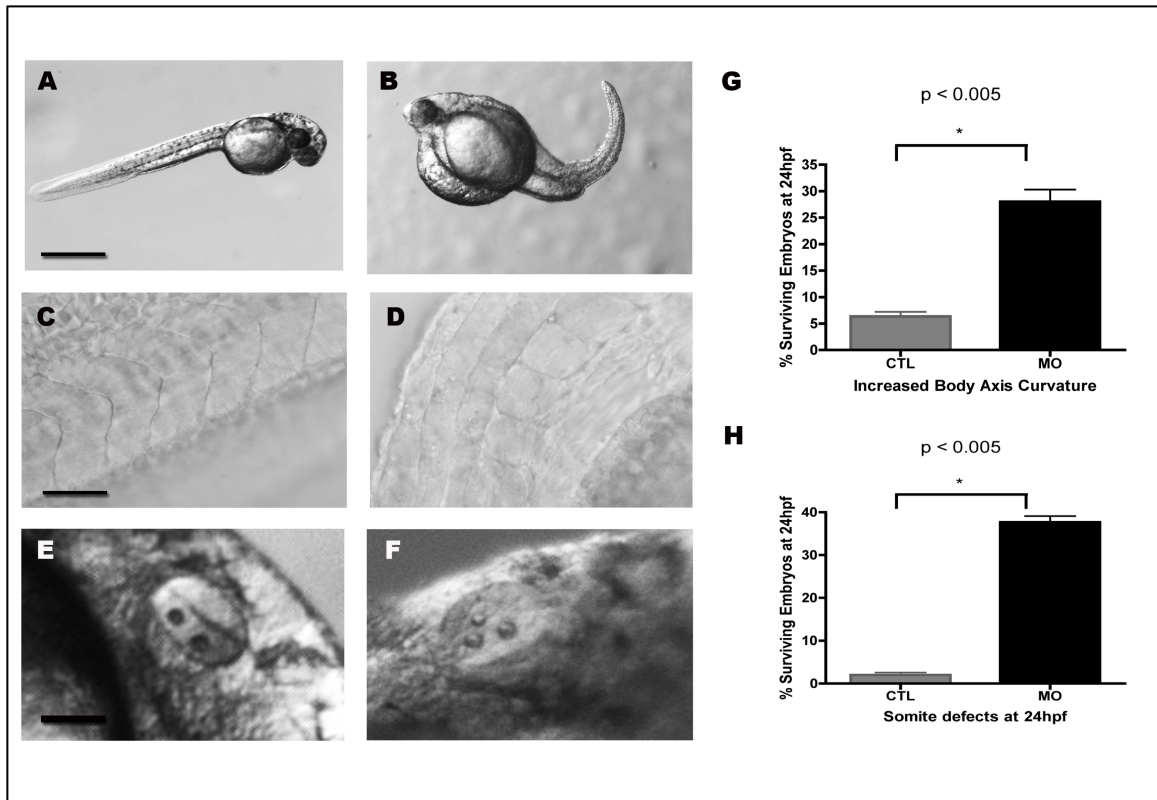 A
B
C
D
E
F
G
p < 0.005
*
% Surviving Embryos at 24hpf
35
30
25
20
15
10
5
0
CTL
MO
Increased Body Axis Curvature
H
p < 0.005
*
% Surviving Embryos at 24hpf
40
30
20
10
0
CTL
MO
Somite defects at 24hpf